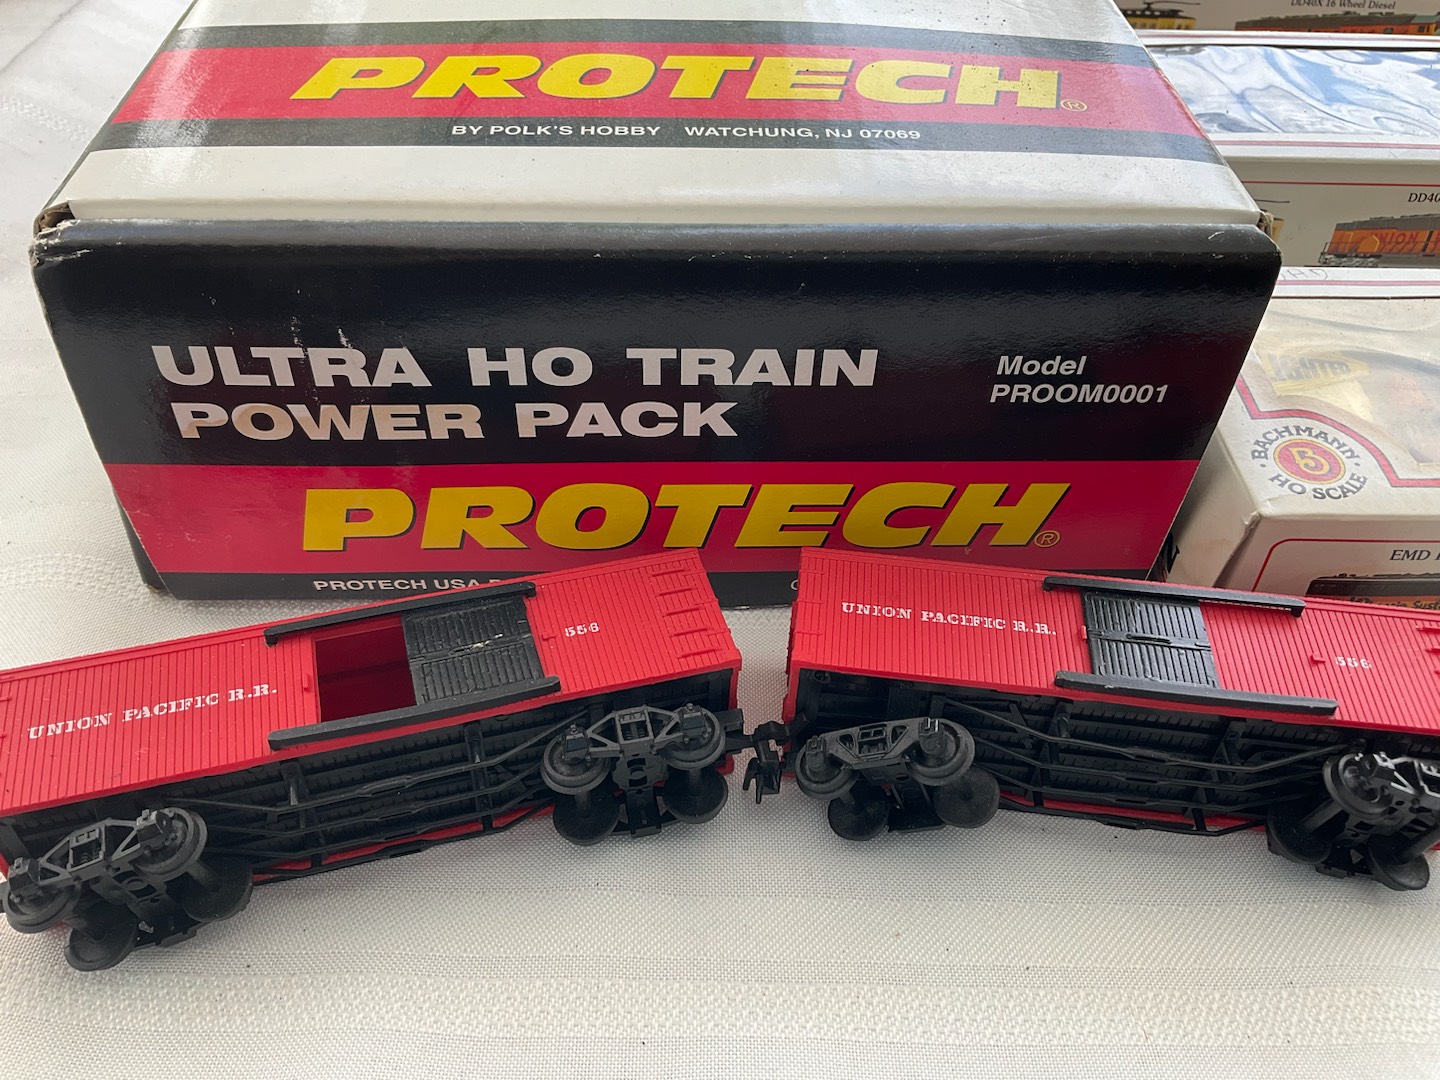 PROTECH®
BY POLK'S HOBBY WATCHUNG, NJ 07069
ULTRA HO TRAIN
POWER PACK
Model
PROOM0001
PROTECH®
PROTECH USA
UNION PACIFIC R.R.
556
UNION PACIFIC R.R.
556
DD40X 16 Wheel Diesel
BACHMANN
HO SCALE
EMD